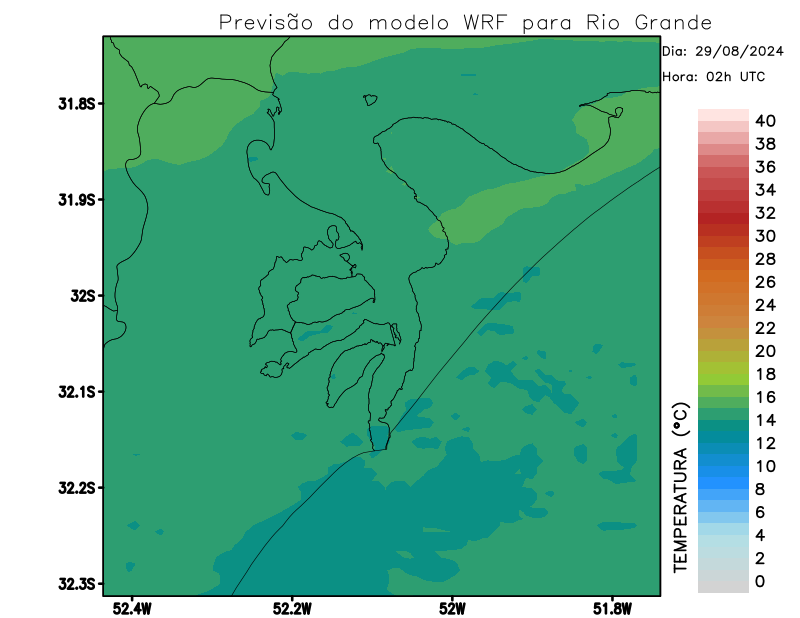 Previsão do modelo WRF para Rio Grande
Dia: 29/08/2024
Hora: 02h UTC
31.8S
31.9S
32S
32.1S
32.2S
32.3S
52.4W
52.2W
52W
51.8W
TEMPERATURA (°C)
40
38
36
34
32
30
28
26
24
22
20
18
16
14
12
10
8
6
4
2
0